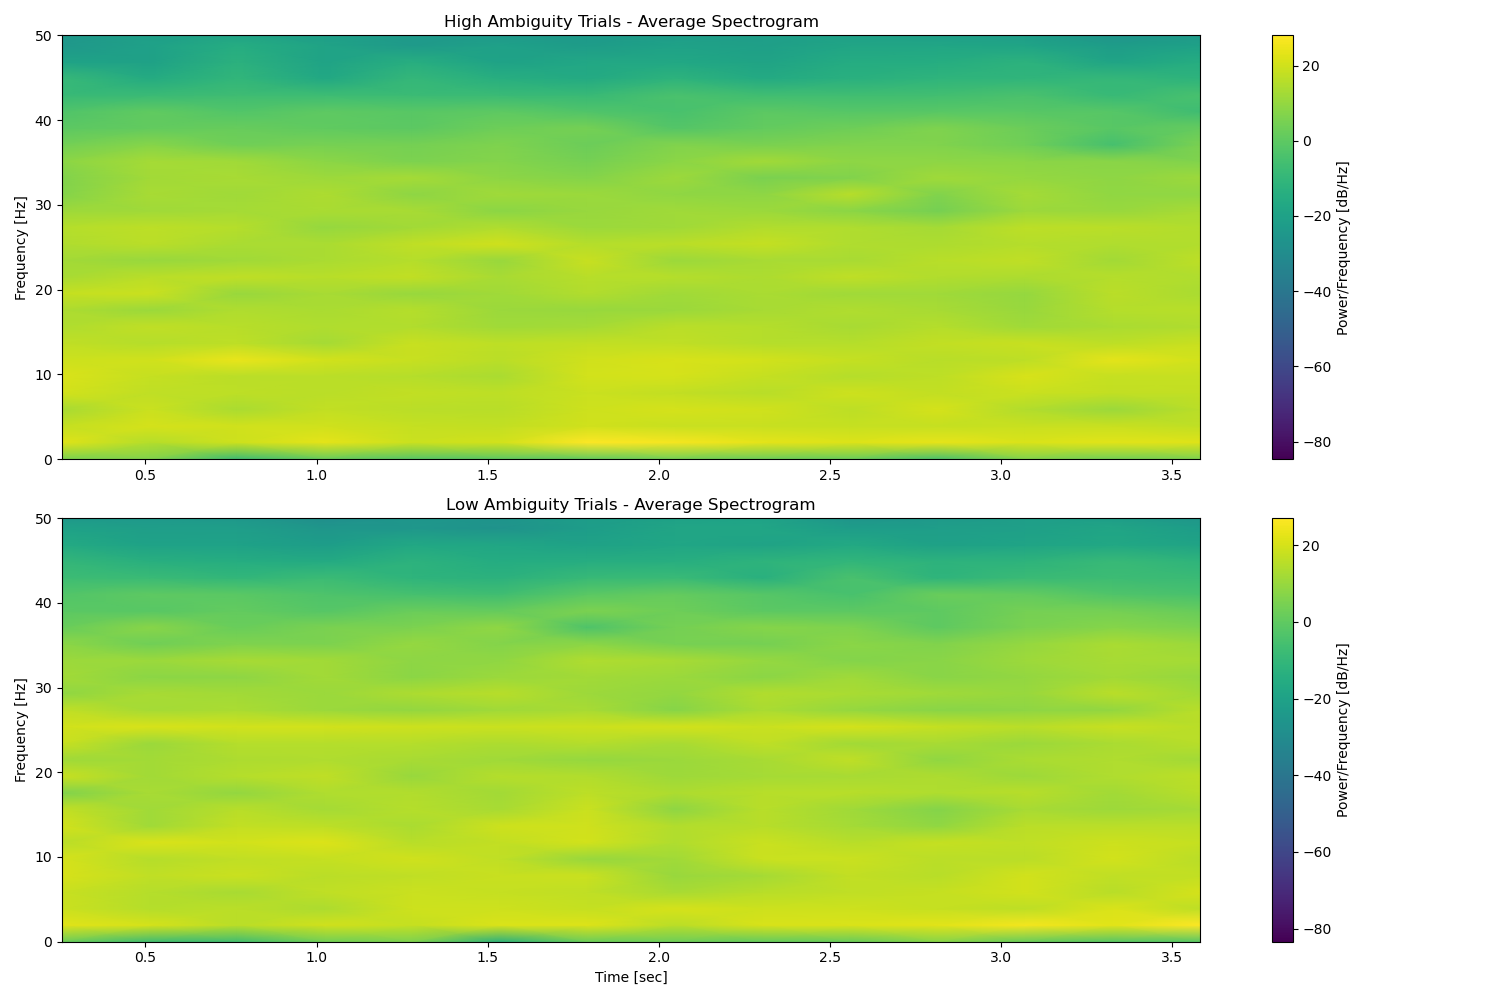 High Ambiguity Trials - Average Spectrogram
50
40
30
20
10
0
Frequency [Hz]
0.5 1.0 1.5 2.0 2.5 3.0 3.5
20
0
−20
−40
−60
−80
Power/Frequency [dB/Hz]
Low Ambiguity Trials - Average Spectrogram
50
40
30
20
10
0
Frequency [Hz]
0.5 1.0 1.5 2.0 2.5 3.0 3.5
Time [sec]
20
0
−20
−40
−60
−80
Power/Frequency [dB/Hz]